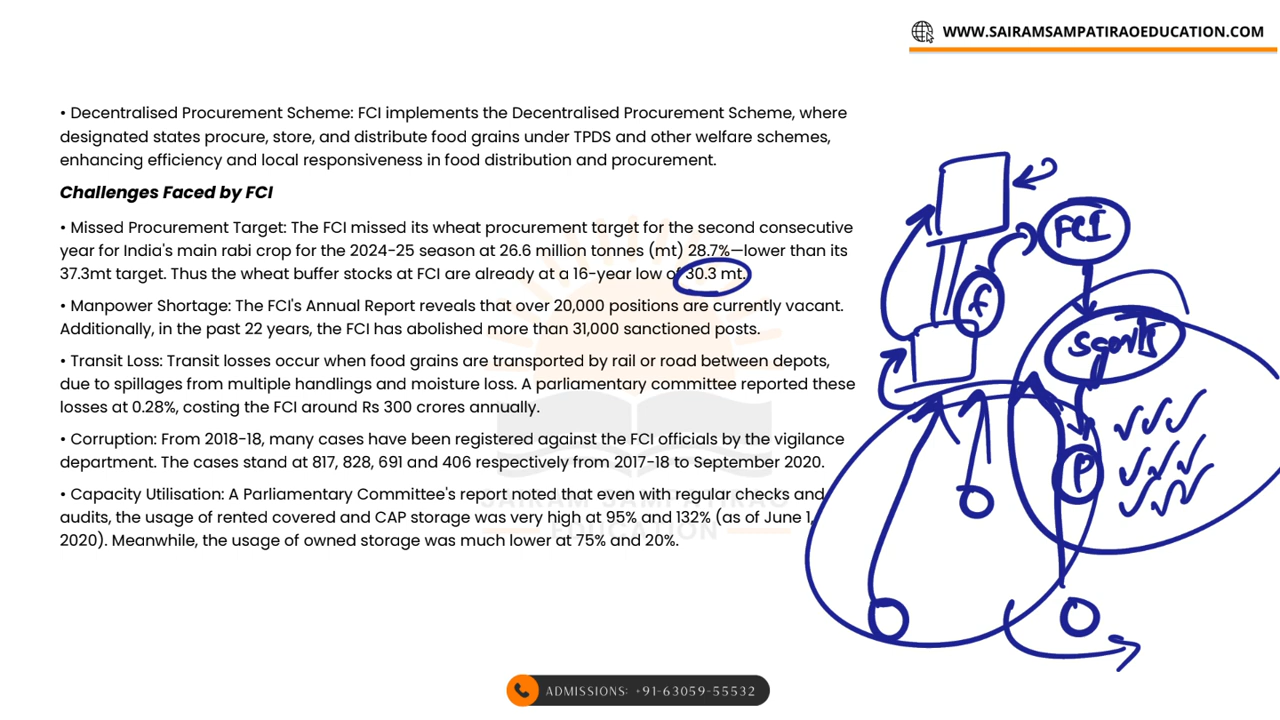 WWW.SAIRAMSAMPATIRAOEDUCATION.COM
• Decentralised Procurement Scheme: FCI implements the Decentralised Procurement Scheme, where
designated states procure, store, and distribute food grains under TPDS and other welfare schemes,
enhancing efficiency and local responsiveness in food distribution and procurement.
Challenges Faced by FCI
• Missed Procurement Target: The FCI missed its wheat procurement target for the second consecutive
year for India's main rabi crop for the 2024-25 season at 26.6 million tonnes (mt) 28.7%—lower than its
37.3mt target. Thus the wheat buffer stocks at FCI are already at a 16-year low of 30.3 mt.
• Manpower Shortage: The FCI's Annual Report reveals that over 20,000 positions are currently vacant.
Additionally, in the past 22 years, the FCI has abolished more than 31,000 sanctioned posts.
• Transit Loss: Transit losses occur when food grains are transported by rail or road between depots,
due to spillages from multiple handlings and moisture loss. A parliamentary committee reported these
losses at 0.28%, costing the FCI around Rs 300 crores annually.
• Corruption: From 2018-18, many cases have been registered against the FCI officials by the vigilance
department. The cases stand at 817, 828, 691 and 406 respectively from 2017-18 to September 2020.
• Capacity Utilisation: A Parliamentary Committee's report noted that even with regular checks and
audits, the usage of rented covered and CAP storage was very high at 95% and 132% (as of June 1,
2020). Meanwhile, the usage of owned storage was much lower at 75% and 20%.
SAIRAM SAMPATIRAO
EDUCATION
FCI
f
P
ADMISSIONS: +91-63059-55532